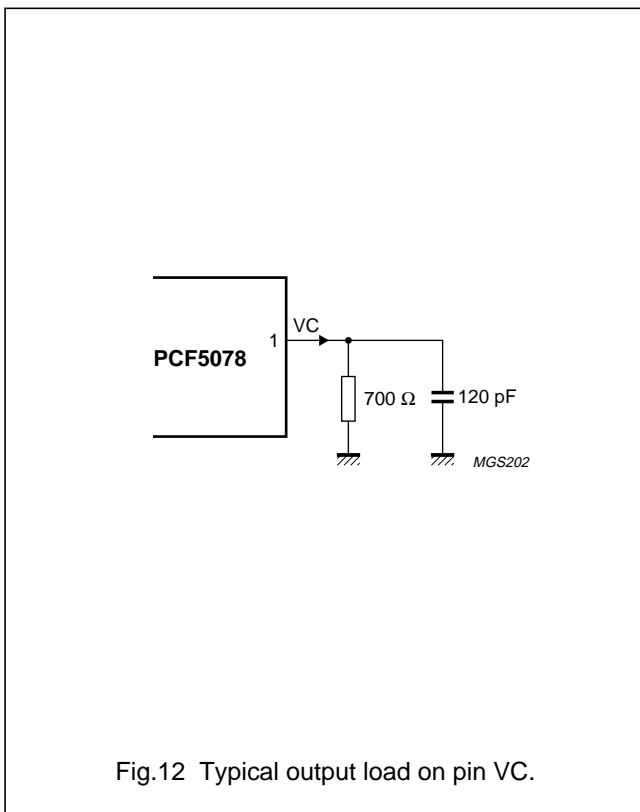 VC
1
PCF5078
700 Ω
120 pF
MGS202
Fig.12 Typical output load on pin VC.